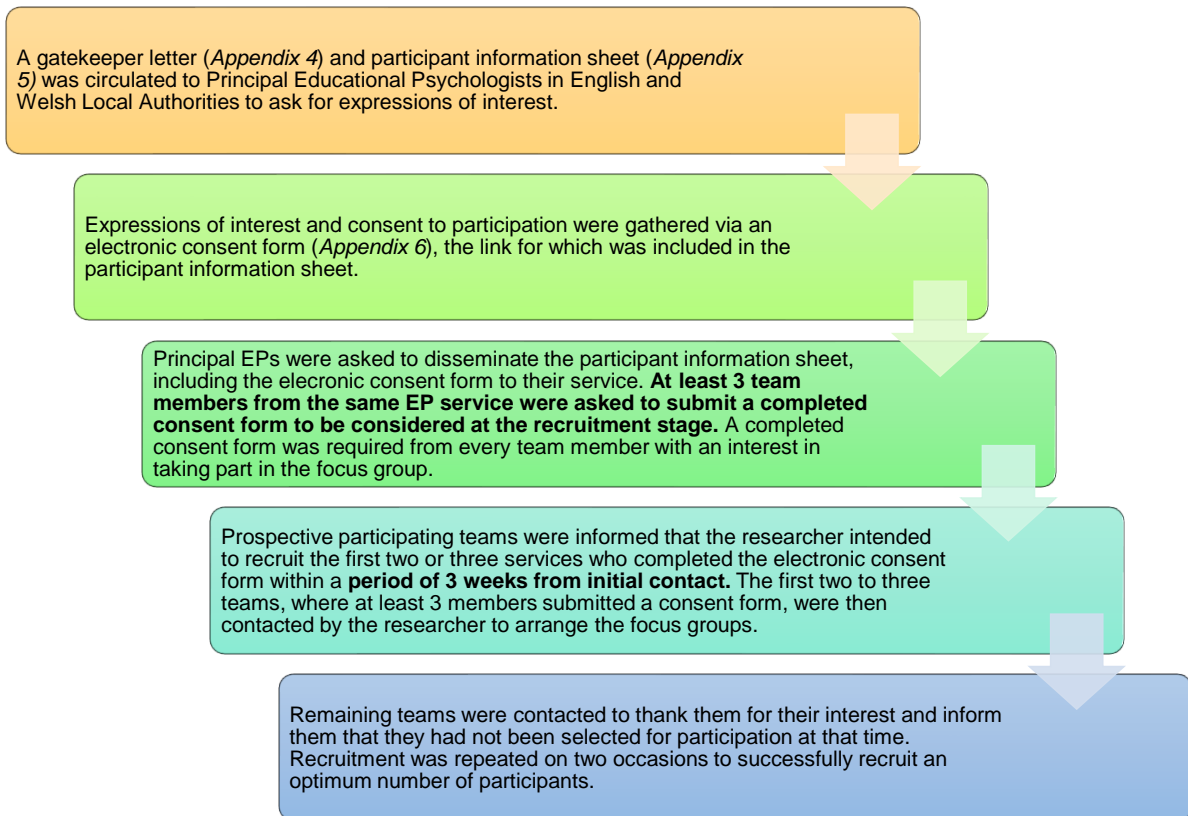 A gatekeeper letter (Appendix 4) and participant information sheet (Appendix
5) was circulated to Principal Educational Psychologists in English and
Welsh Local Authorities to ask for expressions of interest.
Expressions of interest and consent to participation were gathered via an
electronic consent form (Appendix 6), the link for which was included in the
participant information sheet.
Principal EPs were asked to disseminate the participant information sheet,
including the elecronic consent form to their service. At least 3 team
members from the same EP service were asked to submit a completed
consent form to be considered at the recruitment stage. A completed
consent form was required from every team member with an interest in
taking part in the focus group.
Prospective participating teams were informed that the researcher intended
to recruit the first two or three services who completed the electronic consent
form within a period of 3 weeks from initial contact. The first two to three
teams, where at least 3 members submitted a consent form, were then
contacted by the researcher to arrange the focus groups.
Remaining teams were contacted to thank them for their interest and inform
them that they had not been selected for participation at that time.
Recruitment was repeated on two occasions to successfully recruit an
optimum number of participants.